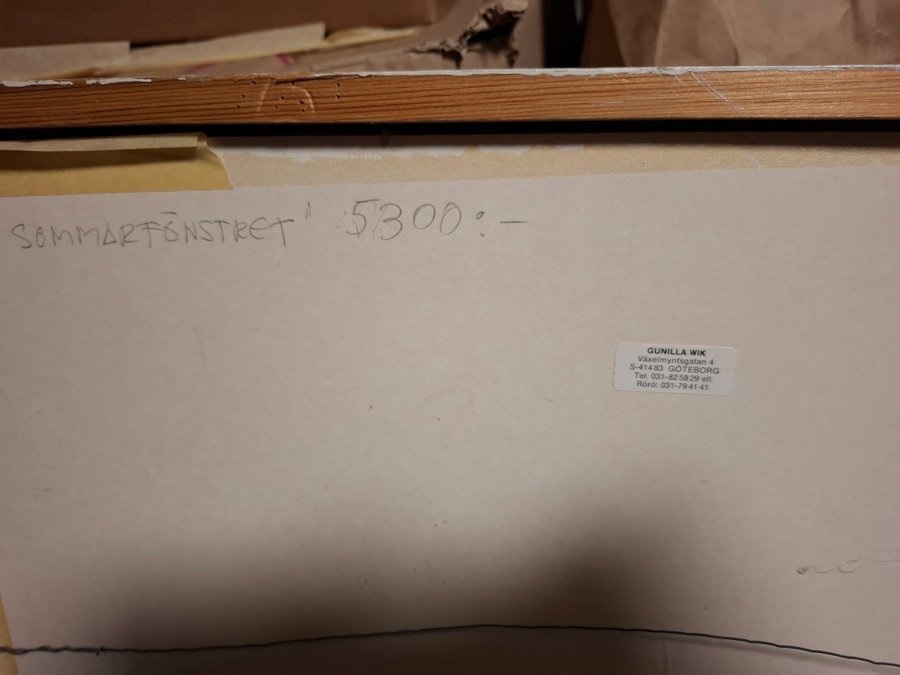 SOMMARFÖNSTRET" 5300:-
GUNILLA WIK
Växelmyntsgatan 4
S-414 83 GÖTEBORG
Tel. 031-82 58 29 ell.
Rörö: 031-79 41 41